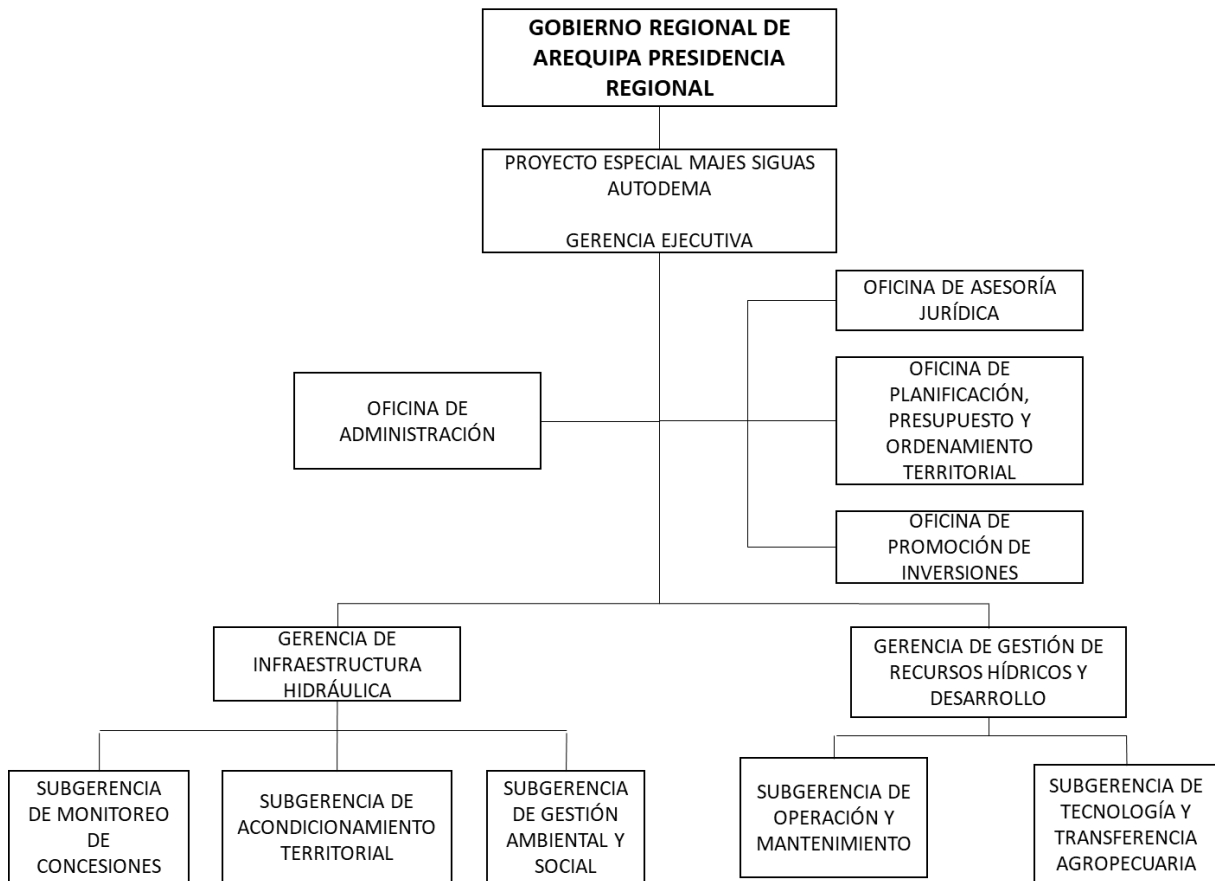 GOBIERNO REGIONAL DE
AREQUIPA PRESIDENCIA
REGIONAL
PROYECTO ESPECIAL MAJES SIGUAS
AUTODEMA
GERENCIA EJECUTIVA
OFICINA DE ASESORÍA
JURÍDICA
OFICINA DE
ADMINISTRACIÓN
OFICINA DE
PLANIFICACIÓN,
PRESUPUESTO Y
ORDENAMIENTO
TERRITORIAL
OFICINA DE
PROMOCIÓN DE
INVERSIONES
GERENCIA DE
INFRAESTRUCTURA
HIDRÁULICA
GERENCIA DE GESTIÓN DE
RECURSOS HÍDRICOS Y
DESARROLLO
SUBGERENCIA
DE MONITOREO
DE
CONCESIONES
SUBGERENCIA DE
ACONDICIONAMIENTO
TERRITORIAL
SUBGERENCIA
DE GESTIÓN
AMBIENTAL Y
SOCIAL
SUBGERENCIA DE
OPERACIÓN Y
MANTENIMIENTO
SUBGERENCIA DE
TECNOLOGÍA Y
TRANSFERENCIA
AGROPECUARIA